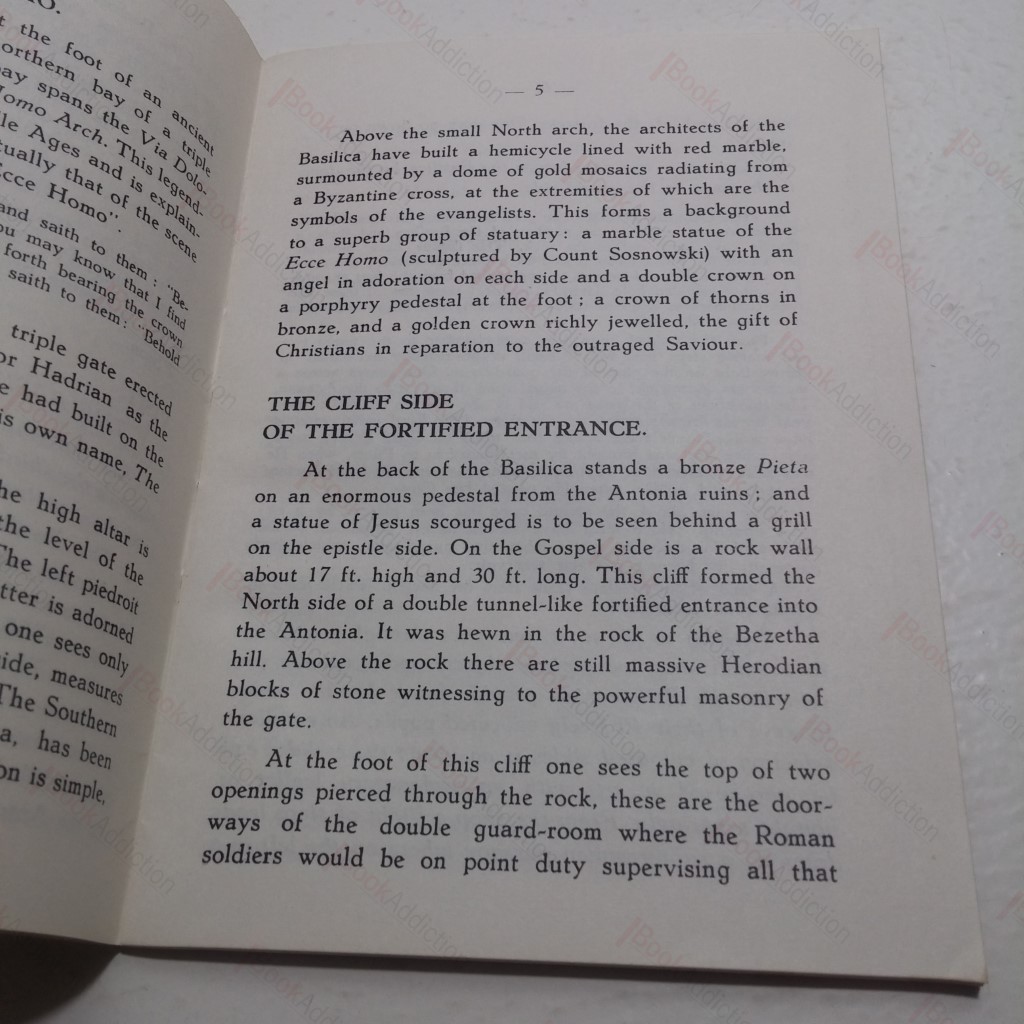 O.
t the foot of an ancient
orthern bay of a triple
ay spans the Via Dolo-
Homo Arch. This legend-
le Ages and is explain-
tually that of the scene
cce Homo".
and saith to them : "Be-
ou may know that I find
forth bearing the crown
saith to them : "Behold
triple gate erected
or Hadrian as the
e had built on the
is own name, The
he high altar is
the level of the
The left piedroit
tter is adorned
one sees only
ide, measures
The Southern
a, has been
on is simple,
— 5 —
Above the small North arch, the architects of the
Basilica have built a hemicycle lined with red marble,
surmounted by a dome of gold mosaics radiating from
a Byzantine cross, at the extremities of which are the
symbols of the evangelists. This forms a background
to a superb group of statuary : a marble statue of the
Ecce Homo (sculptured by Count Sosnowski) with an
angel in adoration on each side and a double crown on
a porphyry pedestal at the foot ; a crown of thorns in
bronze, and a golden crown richly jewelled, the gift of
Christians in reparation to the outraged Saviour.
THE CLIFF SIDE
OF THE FORTIFIED ENTRANCE.
At the back of the Basilica stands a bronze Pieta
on an enormous pedestal from the Antonia ruins ; and
a statue of Jesus scourged is to be seen behind a grill
on the epistle side. On the Gospel side is a rock wall
about 17 ft. high and 30 ft. long. This cliff formed the
North side of a double tunnel-like fortified entrance into
the Antonia. It was hewn in the rock of the Bezetha
hill. Above the rock there are still massive Herodian
blocks of stone witnessing to the powerful masonry of
the gate.
At the foot of this cliff one sees the top of two
openings pierced through the rock, these are the door-
ways of the double guard-room where the Roman
soldiers would be on point duty supervising all that